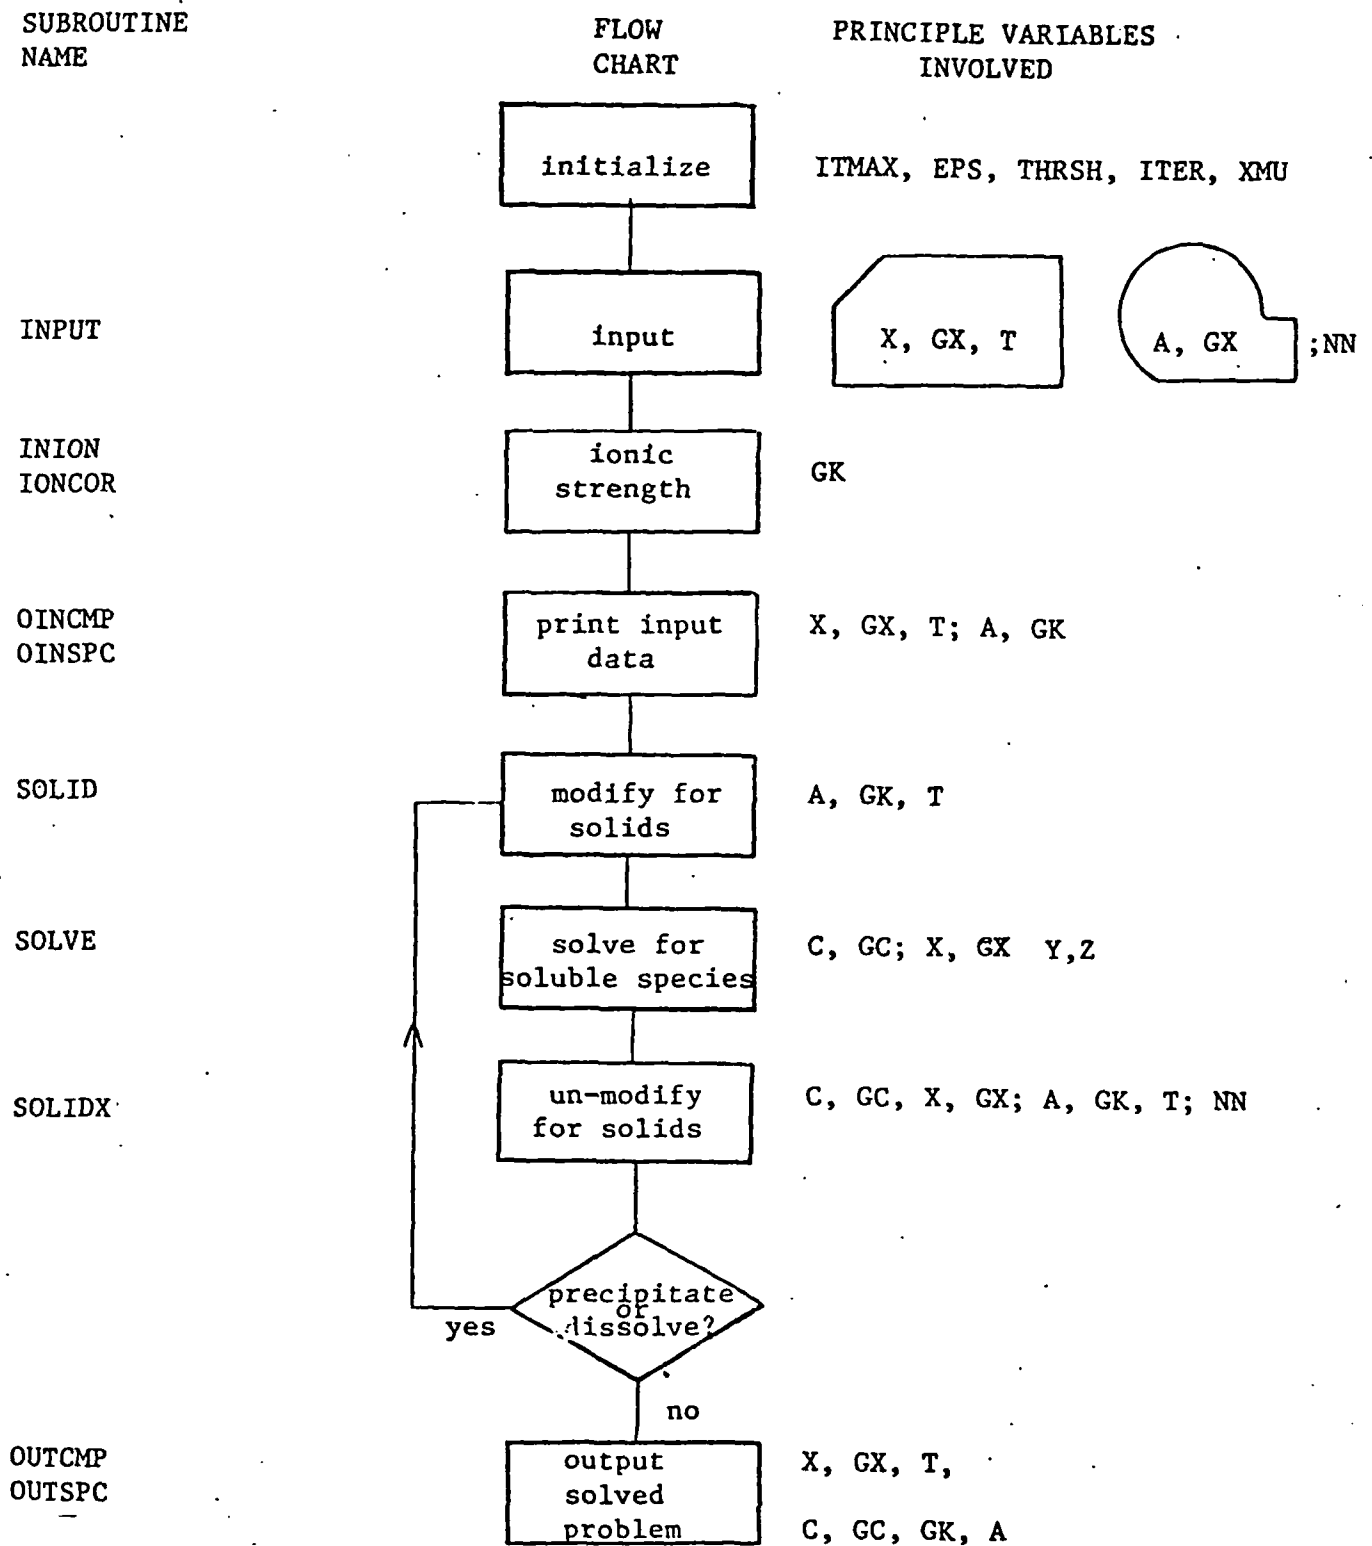 SUBROUTINE
NAME
FLOW
CHART
PRINCIPLE VARIABLES
INVOLVED
initialize
ITMAX, EPS, THRSH, ITER, XMU
INPUT
input
X, GX, T
A, GX
;NN
INION
IONCOR
ionic
strength
GK
OINCMP
OINSPC
print input
data
X, GX, T; A, GK
SOLID
modify for
solids
A, GK, T
SOLVE
solve for
soluble species
C, GC; X, GX Y,Z
SOLIDX
un-modify
for solids
C, GC, X, GX; A, GK, T; NN
precipitate
or
dissolve?
yes
no
OUTCMP
OUTSPC
output
solved
problem
X, GX, T,
C, GC, GK, A